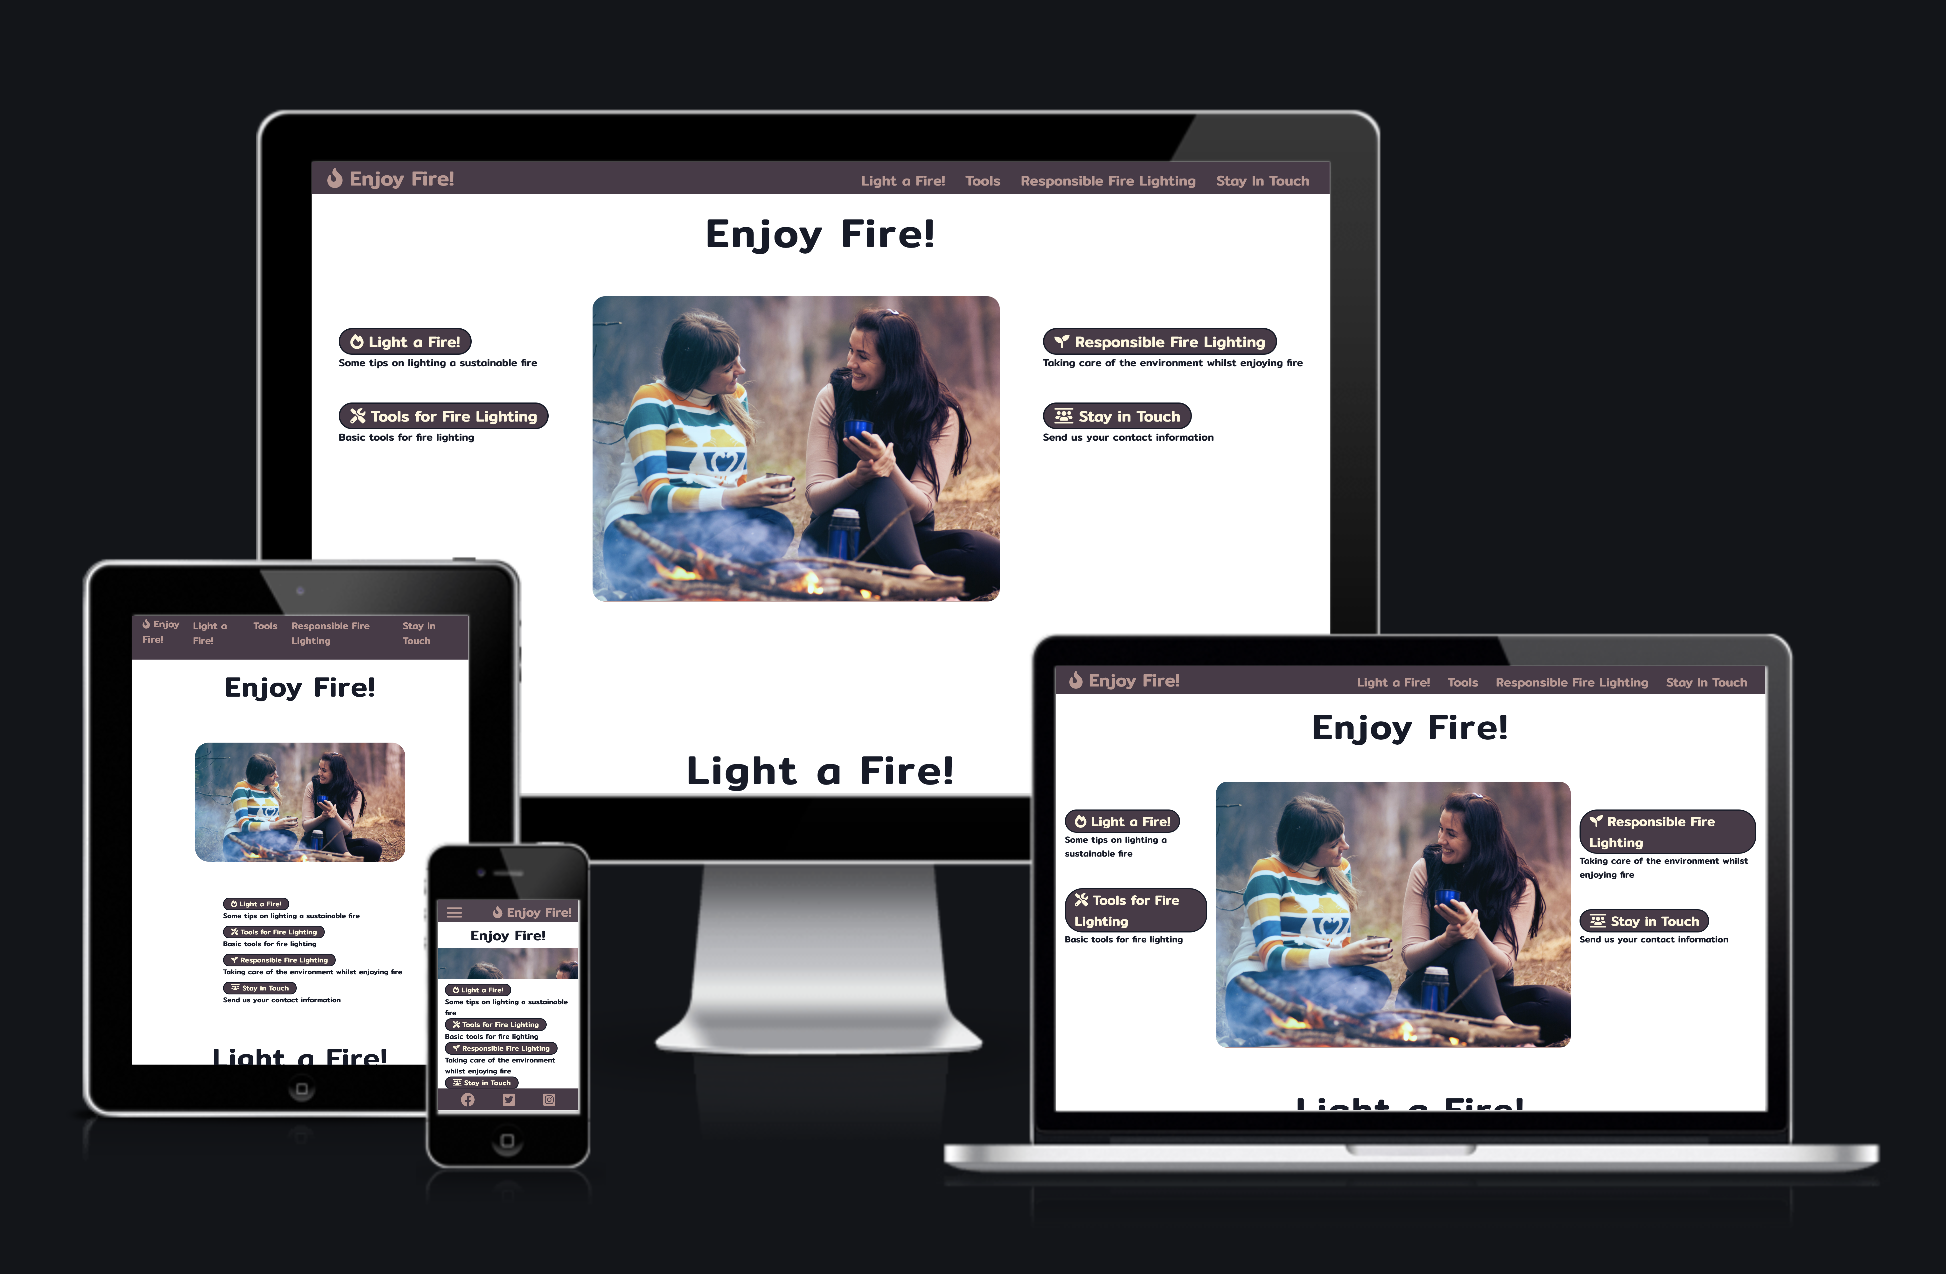 Enjoy Fire!
Light a Fire! Tools Responsible Fire Lighting Stay In Touch
Enjoy Fire!
Light a Fire!
Some tips on lighting a sustainable fire
Tools for Fire Lighting
Basic tools for fire lighting
Responsible Fire Lighting
Taking care of the environment whilst enjoying fire
Stay in Touch
Send us your contact information
Light a Fire!
Enjoy
Fire!
Light a
Fire!
Tools
Responsible Fire
Lighting
Stay In
Touch
Enjoy Fire!
Light a Fire!
Some tips on lighting a sustainable fire
Tools for Fire Lighting
Basic tools for fire lighting
Responsible Fire Lighting
Taking care of the environment whilst enjoying fire
Stay in Touch
Send us your contact information
Light a Fire!
Enjoy Fire!
Enjoy Fire!
Light a Fire!
Some tips on lighting a sustainable
fire
Tools for Fire Lighting
Basic tools for fire lighting
Responsible Fire Lighting
Taking care of the environment
whilst enjoying fire
Stay in Touch
Enjoy Fire!
Light a Fire! Tools Responsible Fire Lighting Stay In Touch
Enjoy Fire!
Light a Fire!
Some tips on lighting a
sustainable fire
Tools for Fire
Lighting
Basic tools for fire lighting
Responsible Fire
Lighting
Taking care of the environment whilst
enjoying fire
Stay in Touch
Send us your contact information
Light a Fire!